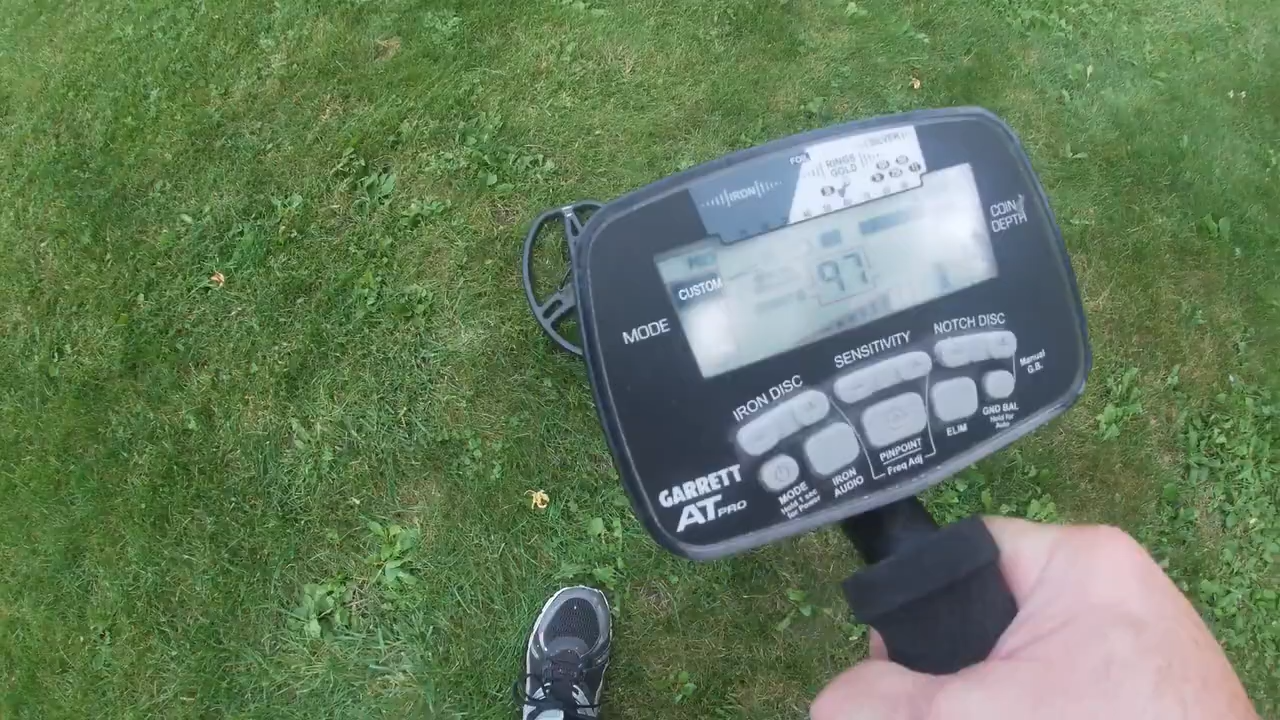 SILVER
RINGS
GOLD
IRON
COIN
DEPTH
CUSTOM
97
MODE
NOTCH DISC
SENSITIVITY
IRON DISC
Manual
G.B.
GND BAL
Hold for
Auto
ELIM
PINPOINT
Freq Adj
IRON
AUDIO
MODE
Hold 1 sec
for Power
GARRETT
AT PRO